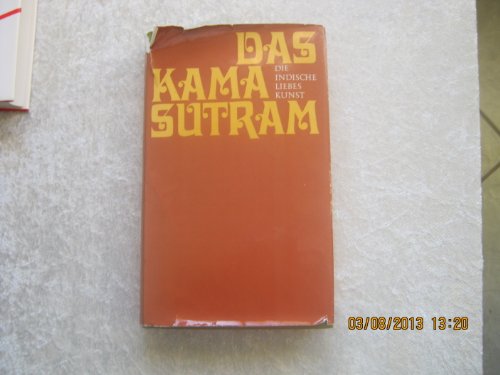 DAS
KAMA
SUTRAM
DIE
INDISCHE
LIEBES
KUNST
03/08/2013 13:20